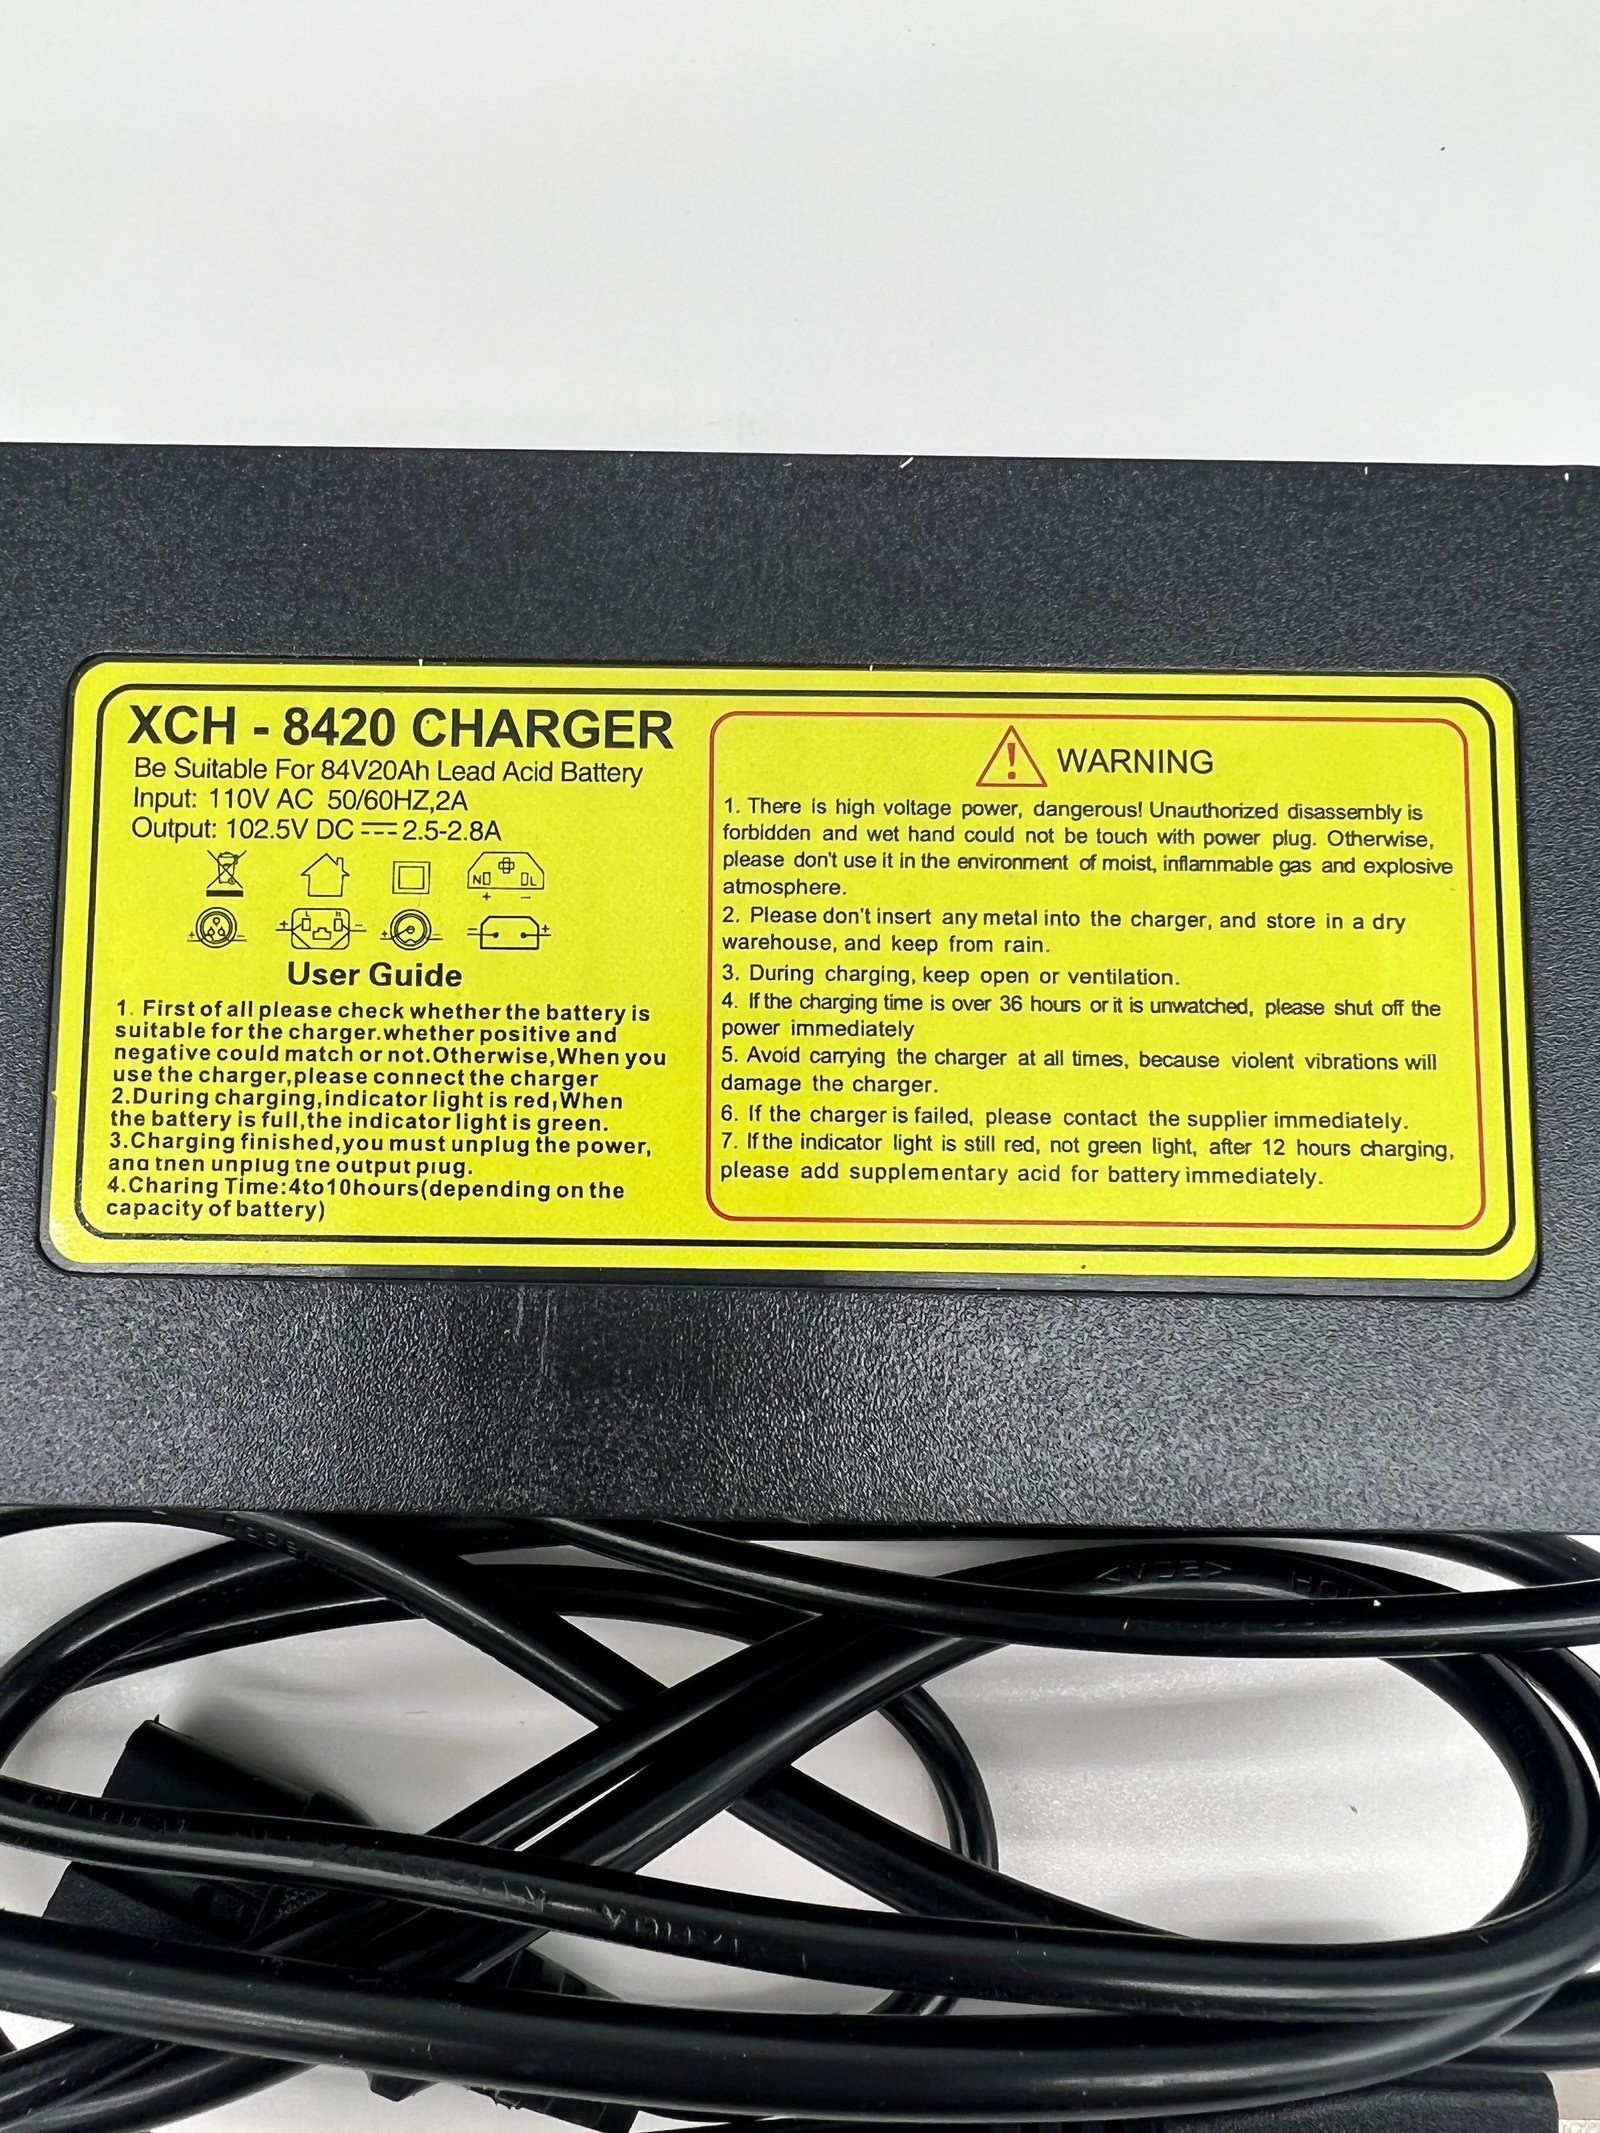 XCH - 8420 CHARGER
Be Suitable For 84V20Ah Lead Acid Battery
Input: 110V AC 50/60HZ,2A
Output: 102.5V DC ⎓ 2.5-2.8A
N L
+ −
+ −
+ L N −
+ −
= +
User Guide
1. First of all please check whether the battery is
suitable for the charger.whether positive and
negative could match or not.Otherwise,When you
use the charger,please connect the charger
2.During charging,indicator light is red,When
the battery is full,the indicator light is green.
3.Charging finished,you must unplug the power,
and then unplug the output plug.
4.Charing Time:4to10hours(depending on the
capacity of battery)
WARNING
1. There is high voltage power, dangerous! Unauthorized disassembly is
forbidden and wet hand could not be touch with power plug. Otherwise,
please don't use it in the environment of moist, inflammable gas and explosive
atmosphere.
2. Please don't insert any metal into the charger, and store in a dry
warehouse, and keep from rain.
3. During charging, keep open or ventilation.
4. If the charging time is over 36 hours or it is unwatched, please shut off the
power immediately
5. Avoid carrying the charger at all times, because violent vibrations will
damage the charger.
6. If the charger is failed, please contact the supplier immediately.
7. If the indicator light is still red, not green light, after 12 hours charging,
please add supplementary acid for battery immediately.